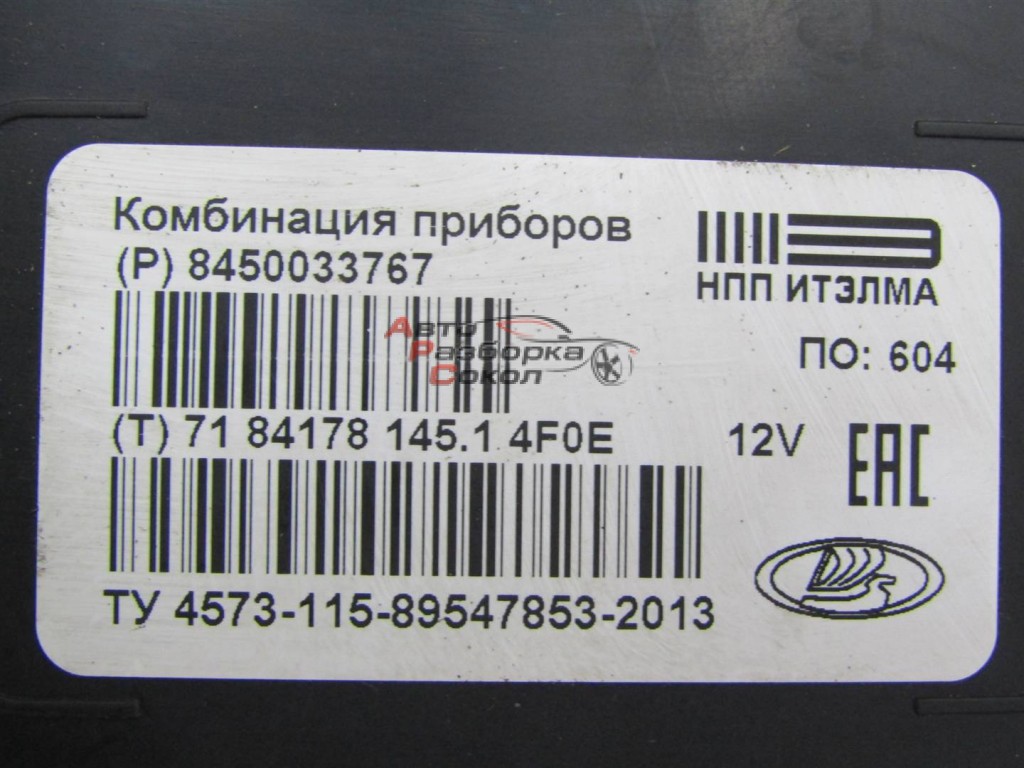 Комбинация приборов
(P) 8450033767
НПП ИТЭЛМА
Авто
Разборка
Сокол
ПО: 604
(T) 71 84178 145.1 4F0E
12V
EAC
ТУ 4573-115-89547853-2013